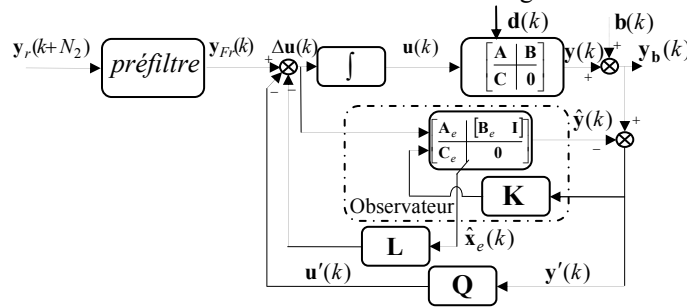 d(k)
b(k)
y_r(k+N_2)
préfiltre
y_Fr(k)
Δu(k)
+
−
−
∫
u(k)
A B
C 0
y(k)
+
+
y_b(k)
A_e [B_e I]
C_e 0
ŷ(k)
+
−
K
Observateur
L
x̂_e(k)
u'(k)
Q
y'(k)